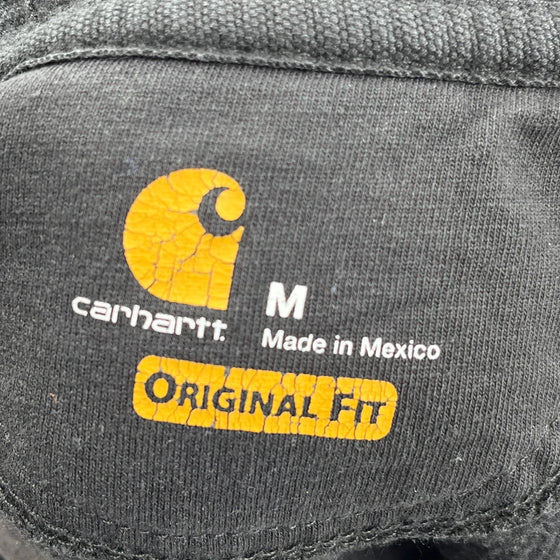 carhartt.
M
Made in Mexico
ORIGINAL FIT